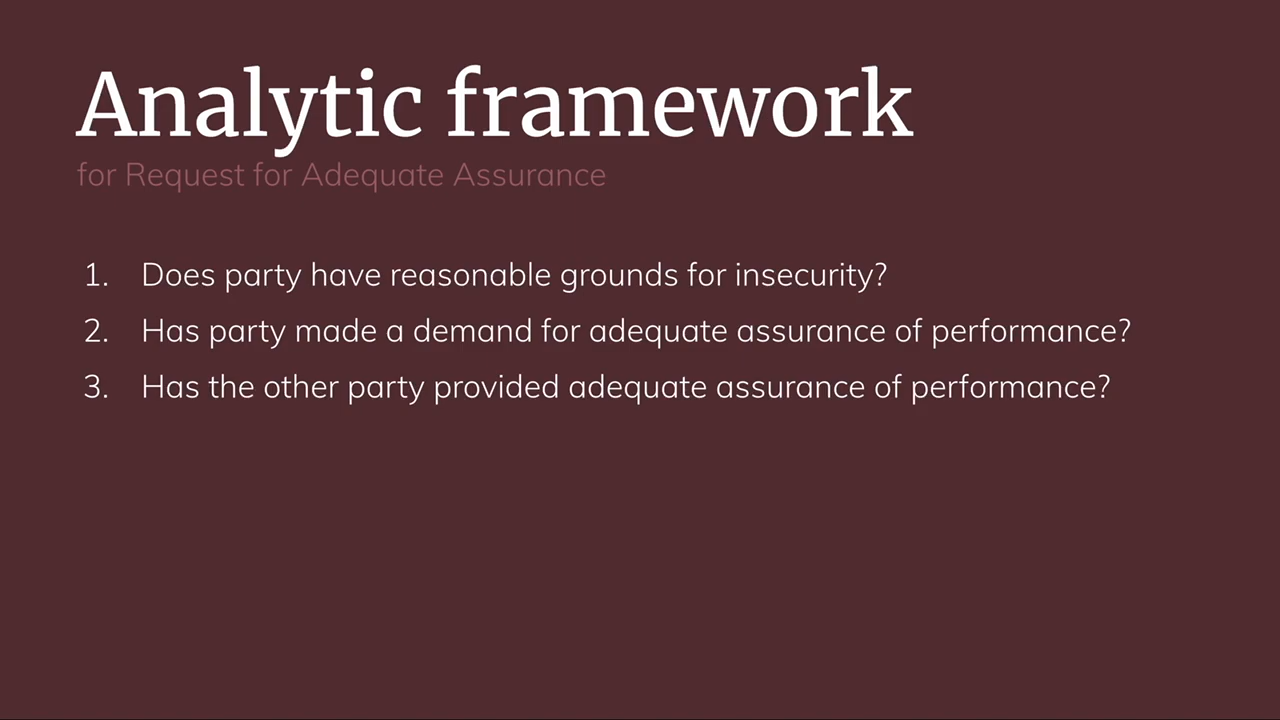 Analytic framework
for Request for Adequate Assurance
1. Does party have reasonable grounds for insecurity?
2. Has party made a demand for adequate assurance of performance?
3. Has the other party provided adequate assurance of performance?